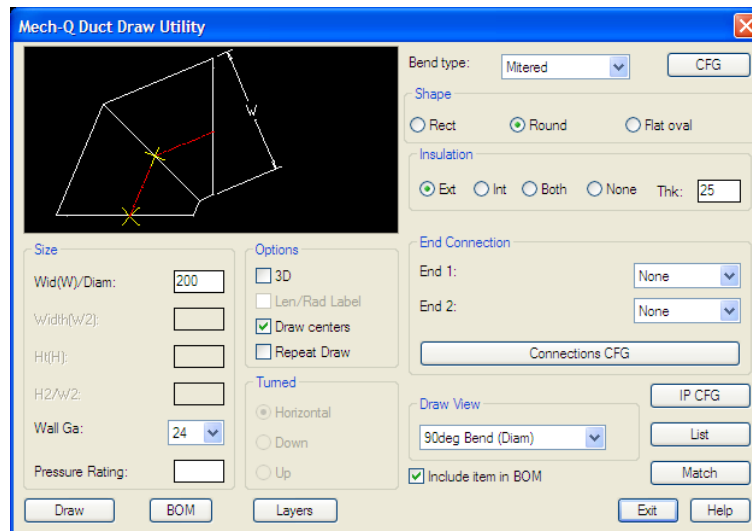 Mech-Q Duct Draw Utility
W
Bend type: Mitered CFG
Shape
Rect Round Flat oval
Insulation
Ext Int Both None Thk: 25
Size
Wid(W)/Diam: 200
Width(W2):
Ht(H):
H2/W2:
Wall Ga: 24
Pressure Rating:
Options
3D
Len/Rad Label
Draw centers
Repeat Draw
Turned
Horizontal
Down
Up
End Connection
End 1: None
End 2: None
Connections CFG
Draw View
90deg Bend (Diam)
Include item in BOM
IP CFG
List
Match
Draw BOM Layers Exit Help